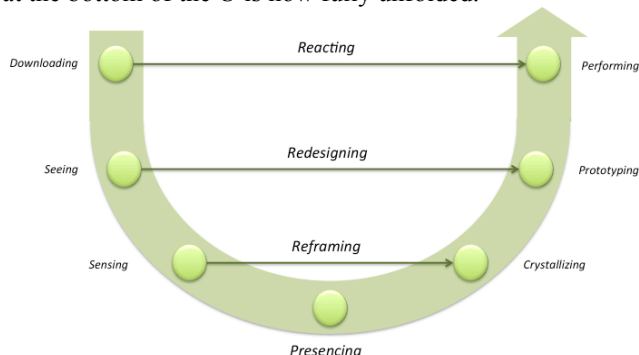 at the bottom of the U is now fully unfolded.
Reacting
Downloading
Performing
Redesigning
Seeing
Prototyping
Reframing
Sensing
Crystallizing
Presencing